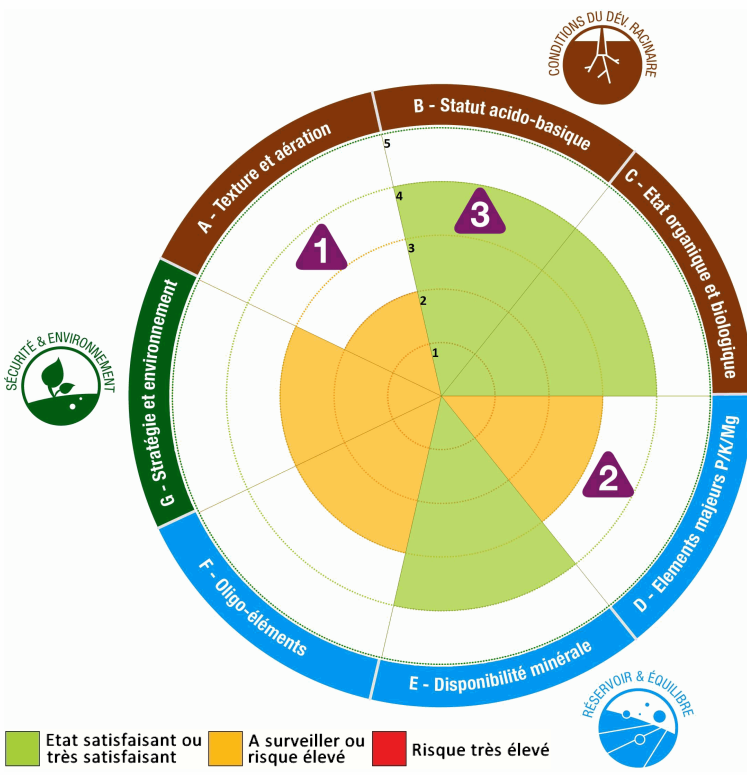 CONDITIONS DU DÉV. RACINAIRE
B - Statut acido-basique
A - Texture et aération
C - Etat organique et biologique
5
4
3
3
1
2
1
SÉCURITÉ & ENVIRONNEMENT
G - Stratégie et environnement
D - Elements majeurs P/K/Mg
2
F - Oligo-éléments
E - Disponibilité minérale
RÉSERVOIR & ÉQUILIBRE
Etat satisfaisant ou
très satisfaisant
A surveiller ou
risque élevé
Risque très élevé